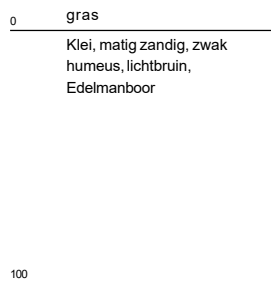 0 gras
Klei, matig zandig, zwak
humeus, lichtbruin,
Edelmanboor
100